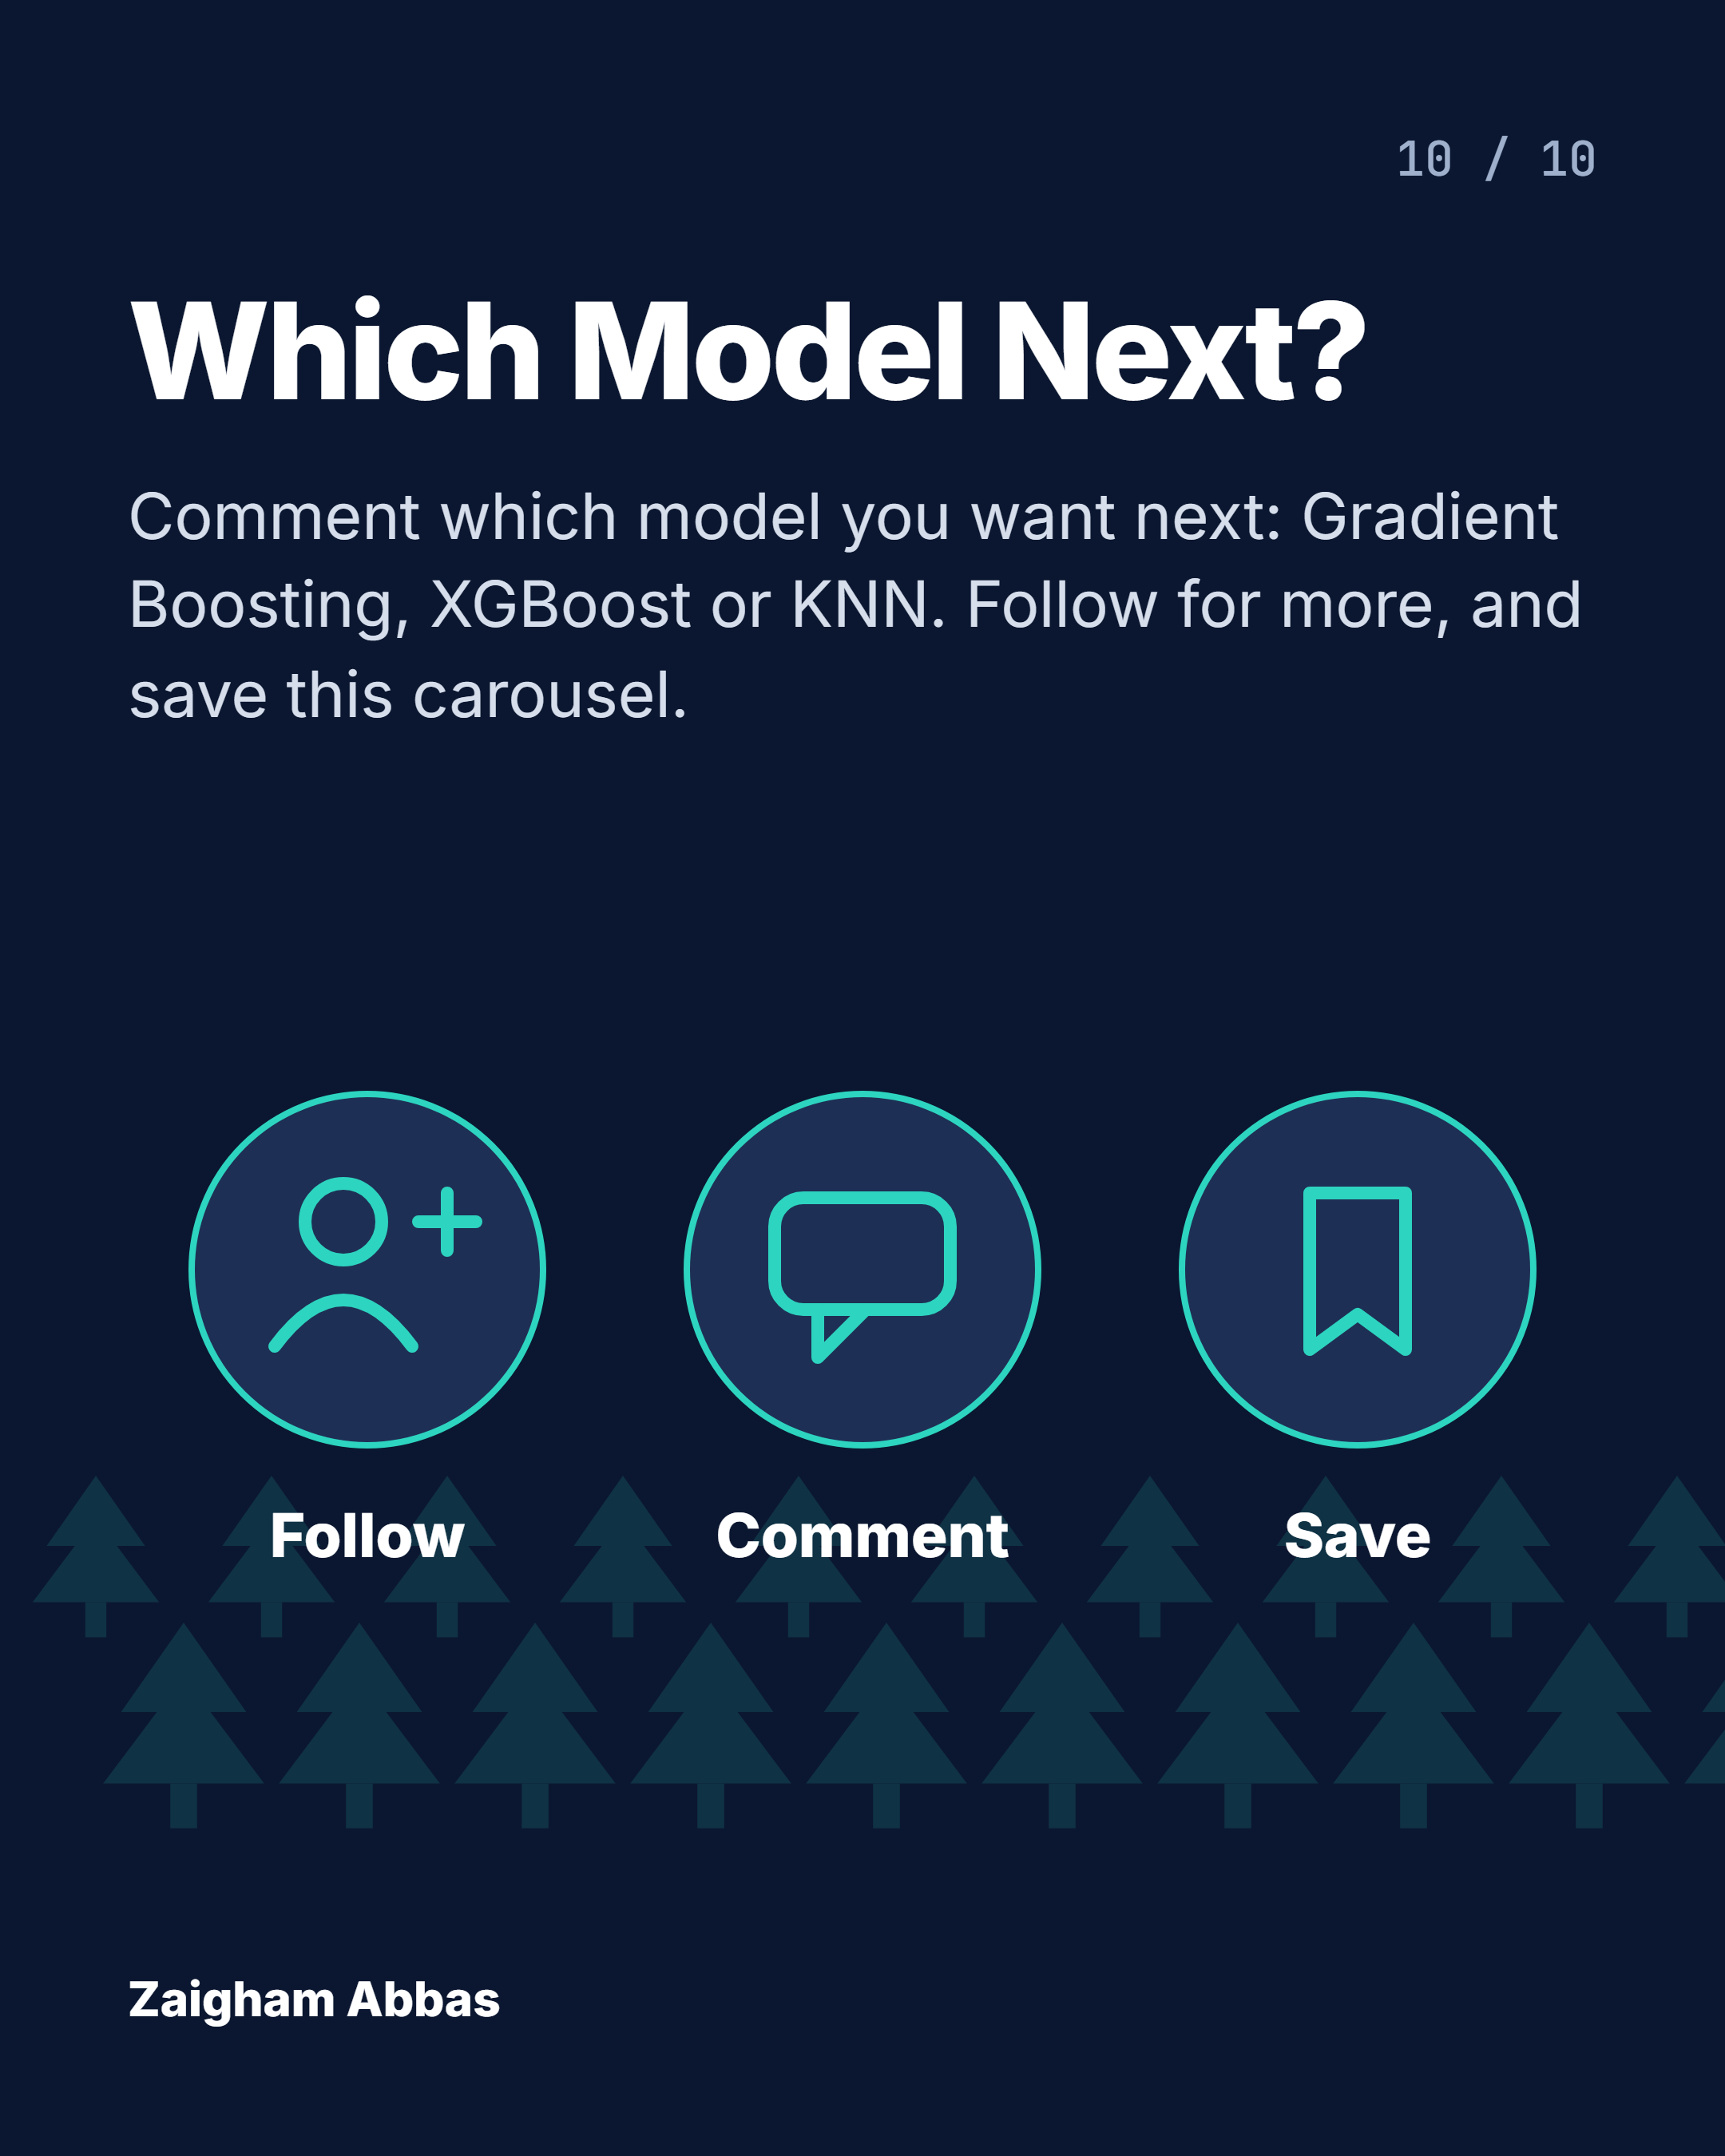 10 / 10
Which Model Next?
Comment which model you want next: Gradient
Boosting, XGBoost or KNN. Follow for more, and
save this carousel.
Follow
Comment
Save
Zaigham Abbas